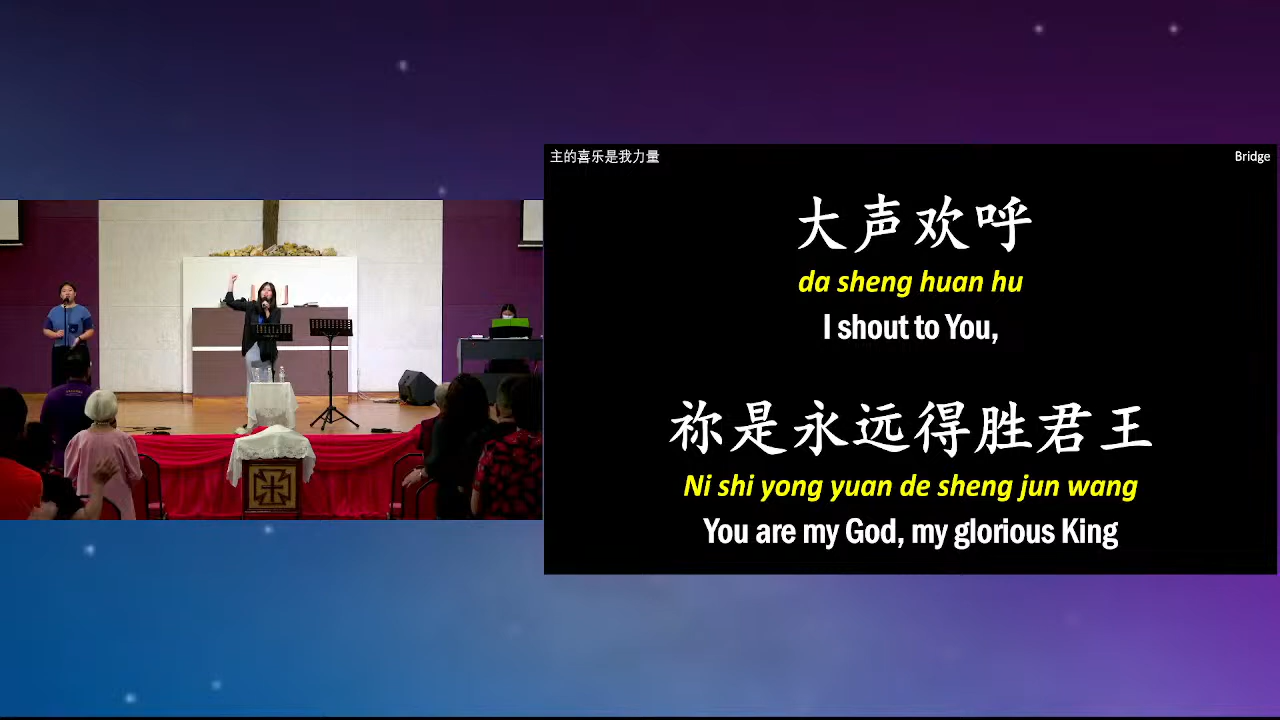 主的喜乐是我力量
Bridge
大声欢呼
da sheng huan hu
I shout to You,
祢是永远得胜君王
Ni shi yong yuan de sheng jun wang
You are my God, my glorious King